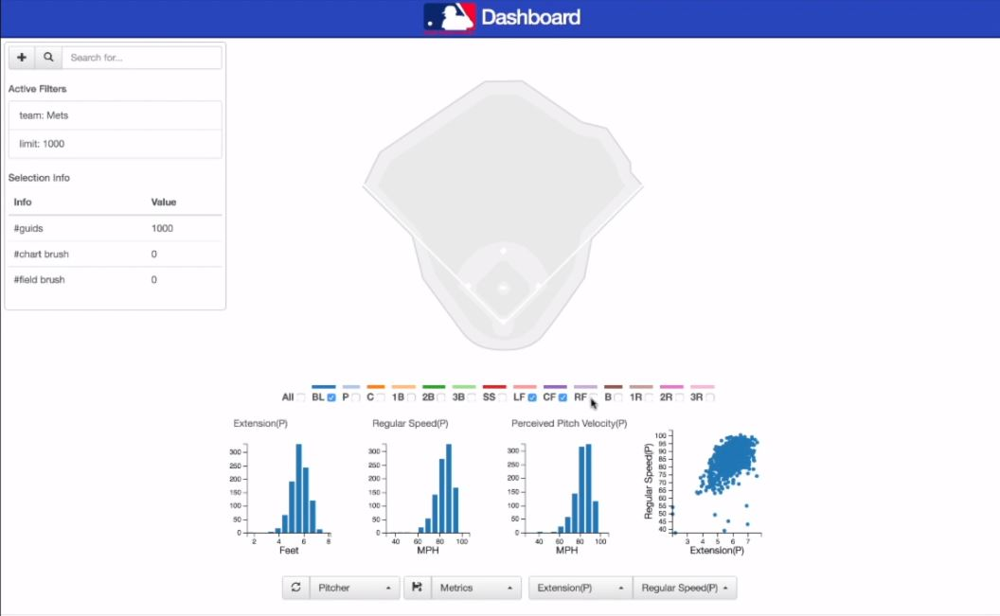 Dashboard
Search for...
Active Filters
team: Mets
limit: 1000
Selection Info
Info Value
#guids 1000
#chart brush 0
#field brush 0
All BL P C 1B 2B 3B SS LF CF RF B 1R 2R 3R
Extension(P) Regular Speed(P) Perceived Pitch Velocity(P)
300
250
200
150
100
50
0
2 4 6 8
Feet
300
250
200
150
100
50
0
40 60 80 100
MPH
300
250
200
150
100
50
0
40 60 80 100
MPH
Regular Speed(P)
100
95
90
85
80
75
70
65
60
55
50
45
40
3 4 5 6 7
Extension(P)
Pitcher Metrics Extension(P) Regular Speed(P)